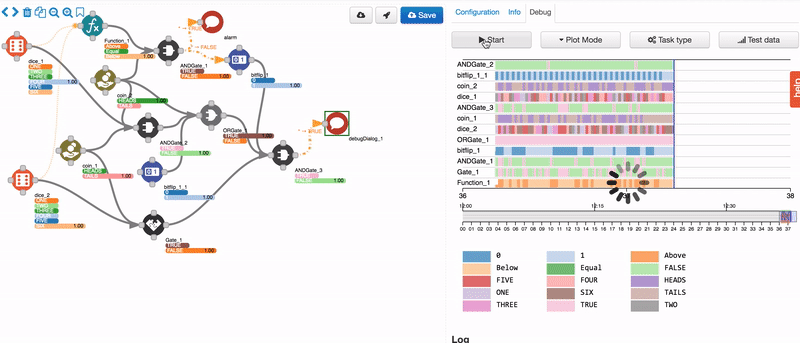 Save
TRUE
FALSE
alarm
Function_1
Above
Equal
Below
1.00
ANDGate_1
TRUE
FALSE
1.00
bitflip_1
0
1
1.00
dice_1
ONE
TWO
THREE
1.00
FIVE
SIX
coin_2
HEADS
1.00
TAILS
TRUE
debugDialog_1
ORGate_1
TRUE
1.00
FALSE
ANDGate_2
TRUE
FALSE
1.00
coin_1
HEADS
1.00
bitflip_1_1
0
1
1.00
ANDGate_3
TRUE
FALSE
1.00
dice_2
ONE
TWO
THREE
FIVE
1.00
Gate_1
TRUE
FALSE
1.00
Configuration
Info
Debug
Start
Plot Mode
Task type
Test data
help
ANDGate_2
bitflip_1_1
coin_2
dice_1
ANDGate_3
coin_1
dice_2
ORGate_1
bitflip_1
ANDGate_1
Gate_1
Function_1
36
38
12:00
12:15
12:30
00 01 02 03 04 05 06 07 08 09 10 11 12 13 14 15 16 17 18 19 20 21 22 23 24 25 26 27 28 29 30 31 32 33 34 35 36 37
0
1
Above
Below
Equal
FALSE
FIVE
FOUR
HEADS
ONE
SIX
TAILS
THREE
TRUE
TWO
Log